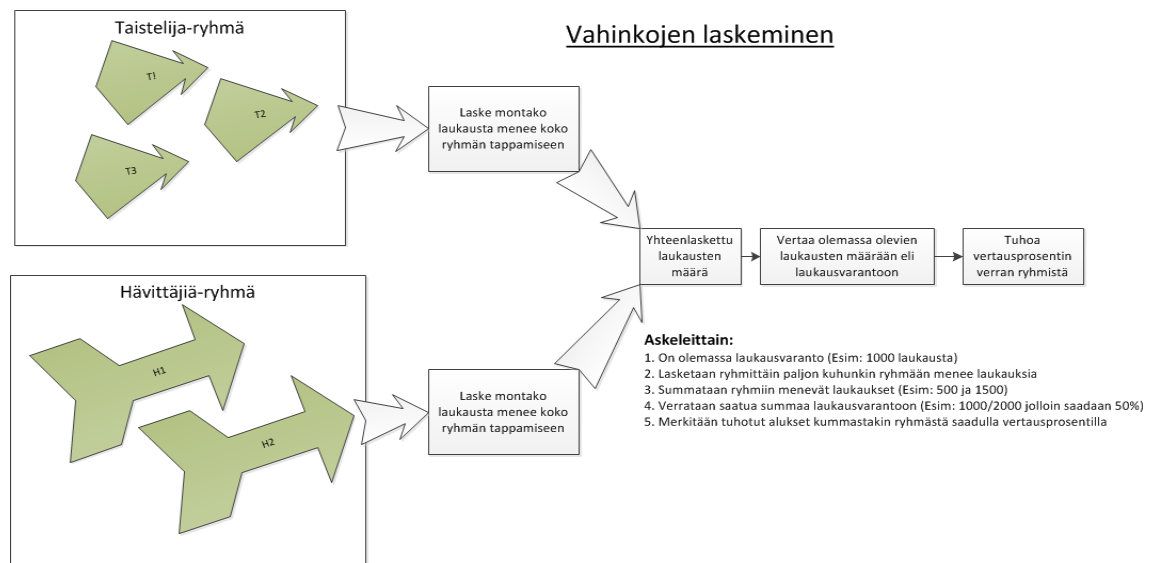 Vahinkojen laskeminen
Taistelija-ryhmä
T!
T2
T3
Laske montako
laukausta menee koko
ryhmän tappamiseen
Yhteenlaskettu
laukausten
määrä
Vertaa olemassa olevien
laukausten määrään eli
laukausvarantoon
Tuhoa
vertausprosentin
verran ryhmistä
Hävittäjiä-ryhmä
H1
H2
Laske montako
laukausta menee koko
ryhmän tappamiseen
Askeleittain:
1. On olemassa laukausvaranto (Esim: 1000 laukausta)
2. Lasketaan ryhmittäin paljon kuhunkin ryhmään menee laukauksia
3. Summataan ryhmiin menevät laukaukset (Esim: 500 ja 1500)
4. Verrataan saatua summaa laukausvarantoon (Esim: 1000/2000 jolloin saadaan 50%)
5. Merkitään tuhotut alukset kummastakin ryhmästä saadulla vertausprosentilla